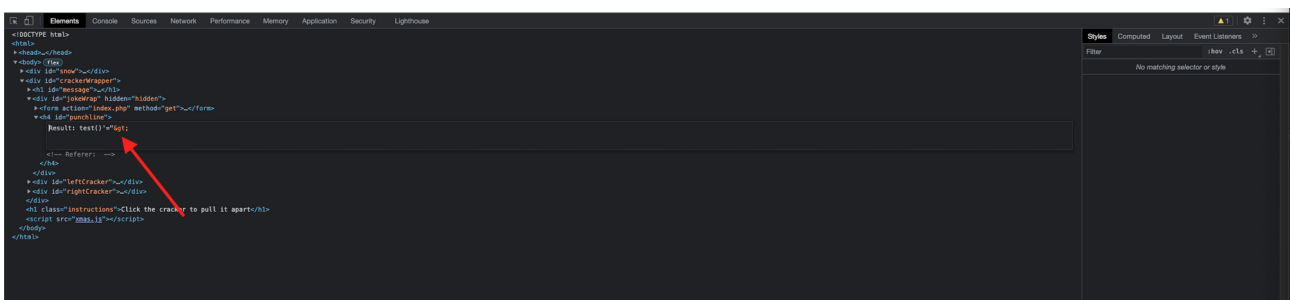 Elements Console Sources Network Performance Memory Application Security Lighthouse 1
<!DOCTYPE html>
<html>
<head>…</head>
<body> flex
<div id="snow">…</div>
<div id="crackerWrapper">
<h1 id="message">…</h1>
<div id="jokeWrap" hidden="hidden">
<form action="index.php" method="get">…</form>
<h4 id="punchline">
Result: test()'="&gt;
<!-- Referer:  -->
</h4>
</div>
<div id="leftCracker">…</div>
<div id="rightCracker">…</div>
</div>
<h1 class="instructions">Click the cracker to pull it apart</h1>
<script src="xmas.js"></script>
</body>
</html>
Styles Computed Layout Event Listeners »
Filter :hov .cls +
No matching selector or style